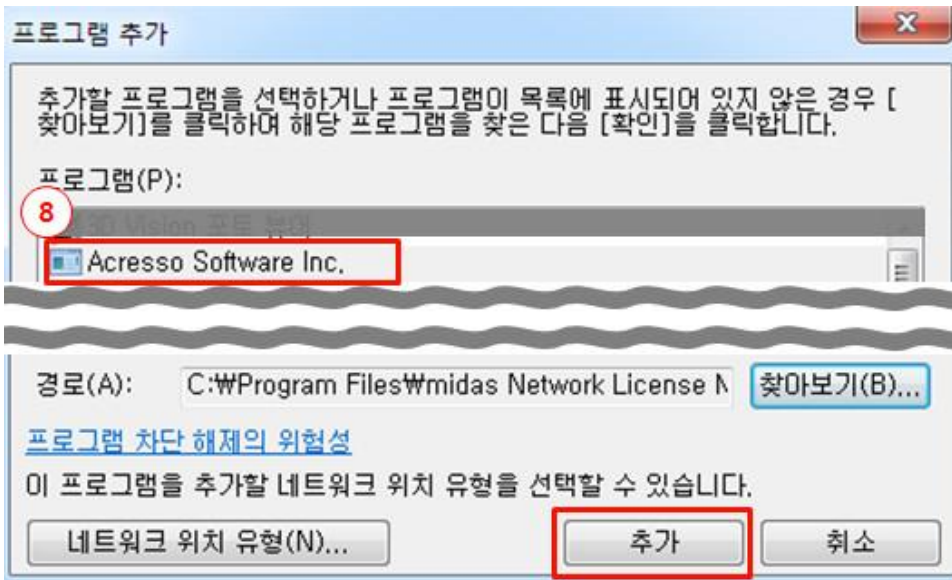 프로그램 추가
추가할 프로그램을 선택하거나 프로그램이 목록에 표시되어 있지 않은 경우 [
찾아보기]를 클릭하여 해당 프로그램을 찾은 다음 [확인]을 클릭합니다.
프로그램(P):
8
3D Vision 포토 뷰어
Acresso Software Inc.
경로(A): C:₩Program Files₩midas Network License 찾아보기(B)...
프로그램 차단 해제의 위험성
이 프로그램을 추가할 네트워크 위치 유형을 선택할 수 있습니다.
네트워크 위치 유형(N)... 추가 취소